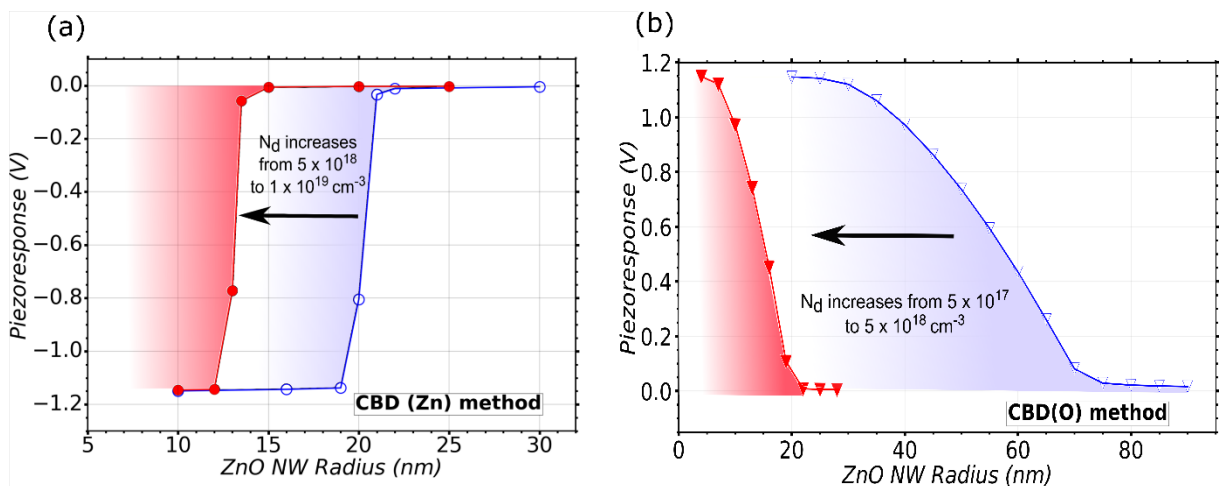 (a)
0.0
−0.2
−0.4
−0.6
−0.8
−1.0
−1.2
Piezoresponse (V)
N_d increases
from 5 x 10^18
to 1 x 10^19 cm^-3
CBD (Zn) method
5 10 15 20 25 30
ZnO NW Radius (nm)
(b)
1.2
1.0
0.8
0.6
0.4
0.2
0.0
Piezoresponse (V)
N_d increases from 5 x 10^17
to 5 x 10^18 cm^-3
CBD(O) method
0 20 40 60 80
ZnO NW Radius (nm)